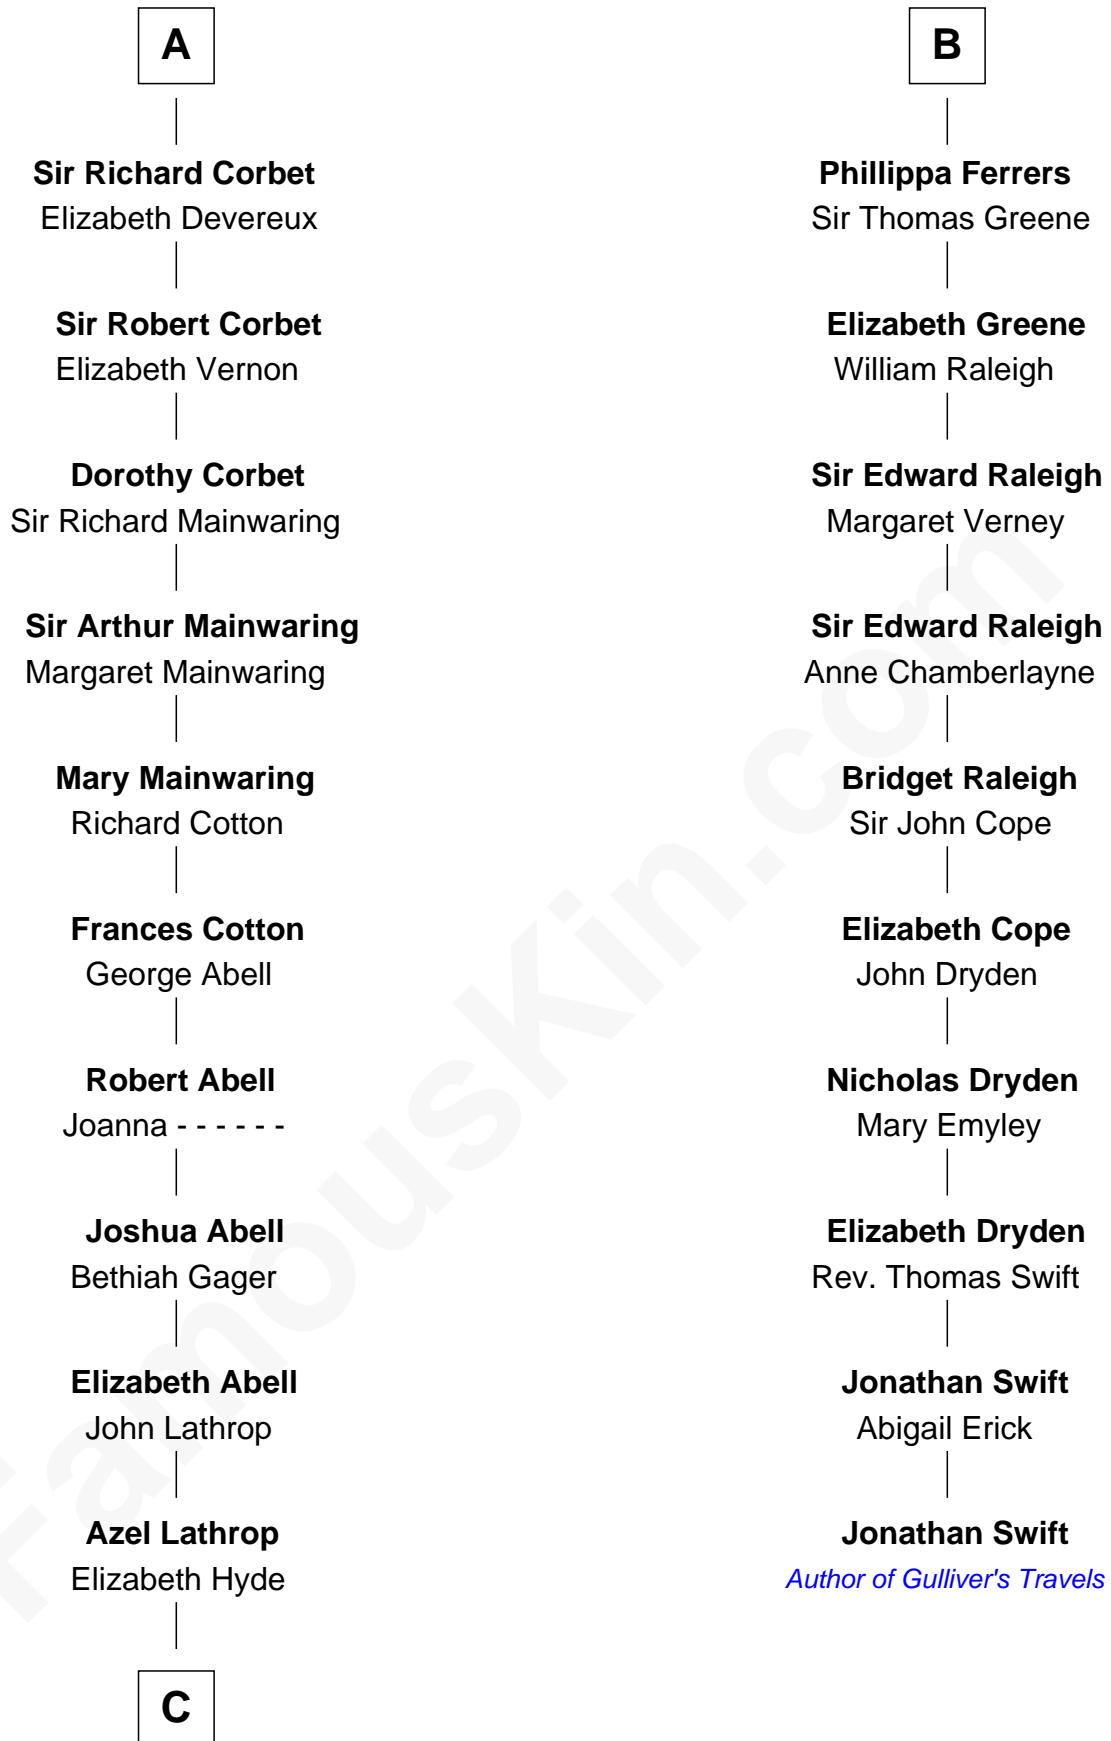 A
Sir Richard Corbet
Elizabeth Devereux
Sir Robert Corbet
Elizabeth Vernon
Dorothy Corbet
Sir Richard Mainwaring
Sir Arthur Mainwaring
Margaret Mainwaring
Mary Mainwaring
Richard Cotton
Frances Cotton
George Abell
Robert Abell
Joanna - - - - - -
Joshua Abell
Bethiah Gager
Elizabeth Abell
John Lathrop
Azel Lathrop
Elizabeth Hyde
C
B
Phillippa Ferrers
Sir Thomas Greene
Elizabeth Greene
William Raleigh
Sir Edward Raleigh
Margaret Verney
Sir Edward Raleigh
Anne Chamberlayne
Bridget Raleigh
Sir John Cope
Elizabeth Cope
John Dryden
Nicholas Dryden
Mary Emyley
Elizabeth Dryden
Rev. Thomas Swift
Jonathan Swift
Abigail Erick
Jonathan Swift
Author of Gulliver's Travels
FamousKin.com